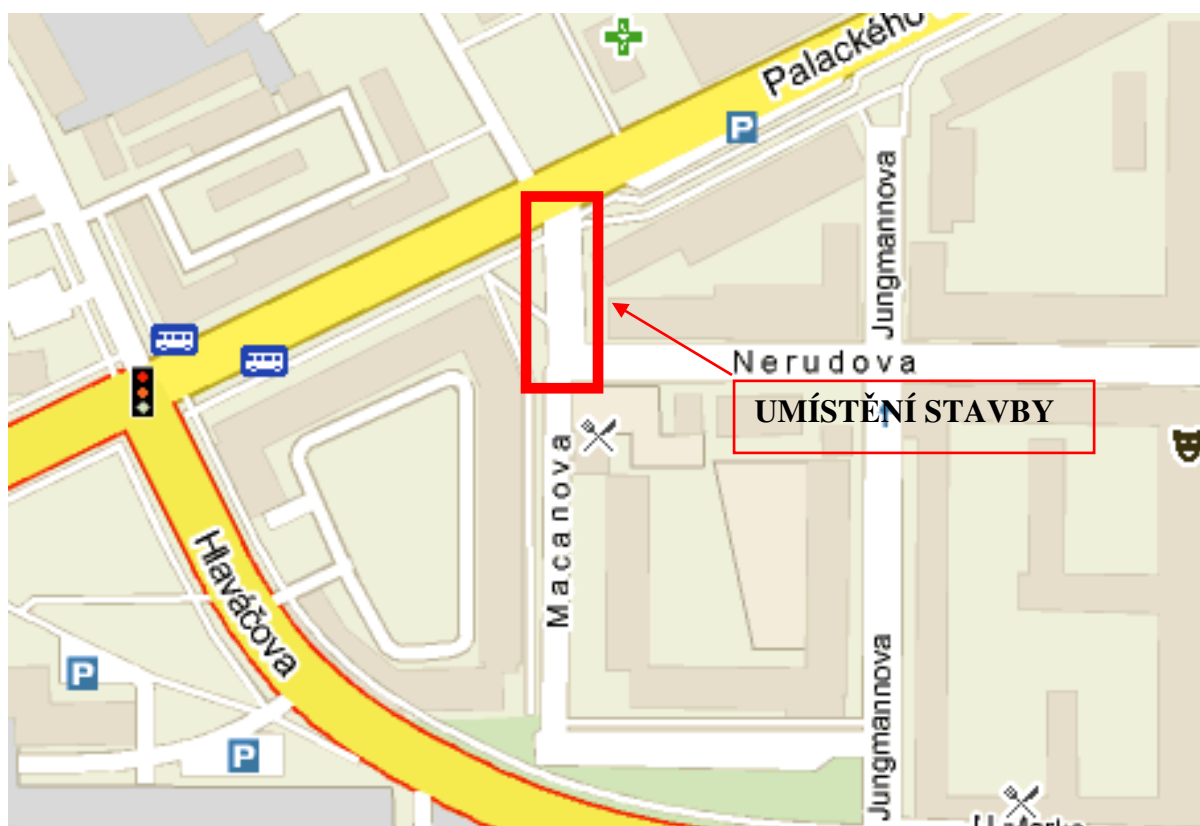 Palackého
P
Jungmannova
Nerudova
UMÍSTĚNÍ STAVBY
Macanova
Hlaváčova
P
Jungmannova
P